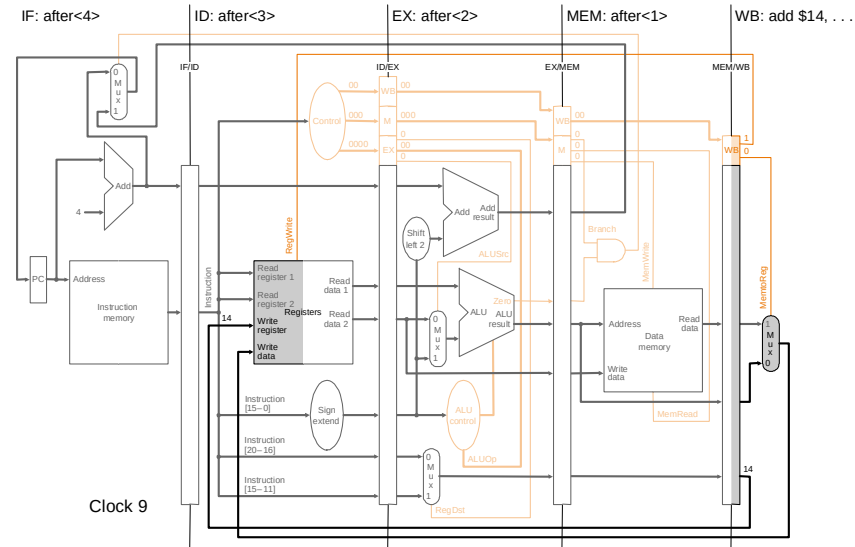 IF: after<4>
ID: after<3>
EX: after<2>
MEM: after<1>
WB: add $14, . . .
IF/ID
ID/EX
EX/MEM
MEM/WB
0
M
u
x
1
Add
4
PC
Address
Instruction
memory
Instruction
RegWrite
Control
00
000
0000
WB
M
EX
00
000
0
00
0
WB
M
00
0
0
0
WB
1
0
Read
register 1
Read
register 2
Registers
Write
register
Write
data
Read
data 1
Read
data 2
14
Add
Add
result
Shift
left 2
ALUSrc
Zero
ALU
ALU
result
0
M
u
x
1
Branch
MemWrite
Address
Read
data
Data
memory
Write
data
MemRead
MemtoReg
1
M
u
x
0
Instruction
[15–0]
Sign
extend
ALU
control
Instruction
[20–16]
ALUOp
0
M
u
x
1
Instruction
[15–11]
RegDst
14
Clock 9